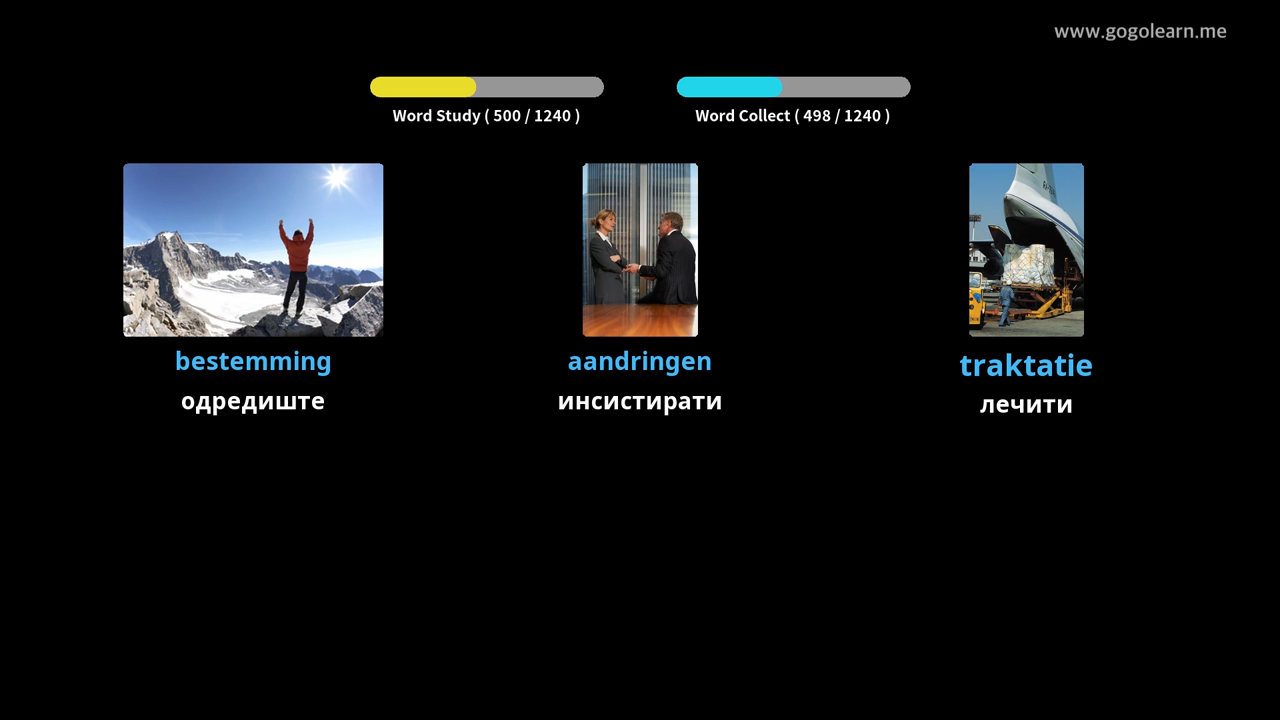 www.gogolearn.me
Word Study ( 500 / 1240 )
Word Collect ( 498 / 1240 )
bestemming
aandringen
traktatie
одредиште
инсистирати
лечити